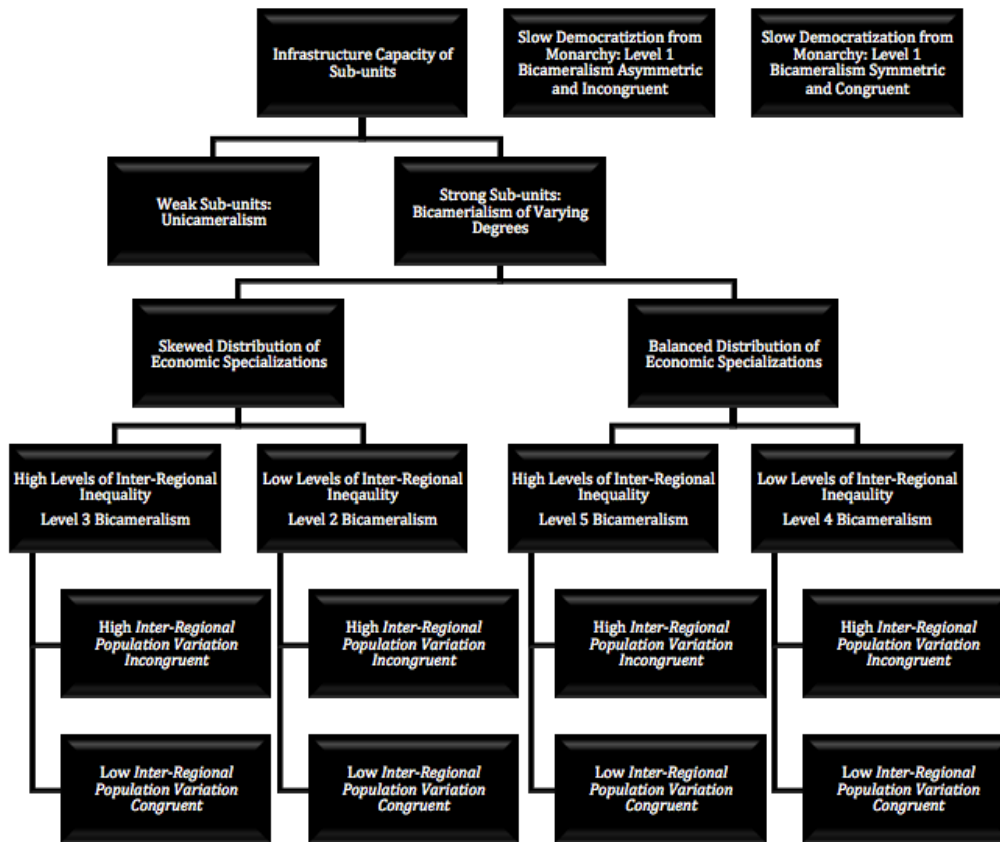 Infrastructure Capacity of
Sub-units
Slow Democratiztion from
Monarchy: Level 1
Bicameralism Asymmetric
and Incongruent
Slow Democratization from
Monarchy: Level 1
Bicameralism Symmetric
and Congruent
Weak Sub-units:
Unicameralism
Strong Sub-units:
Bicamerialism of Varying
Degrees
Skewed Distribution of
Economic Specializations
Balanced Distribution of
Economic Specializations
High Levels of Inter-Regional
Inequality
Level 3 Bicameralism
Low Levels of Inter-Regional
Ineqaulity
Level 2 Bicameralism
High Levels of Inter-Regional
Inequality
Level 5 Bicameralism
Low Levels of Inter-Regional
Ineqaulity
Level 4 Bicameralism
High Inter-Regional
Population Variation
Incongruent
High Inter-Regional
Population Variation
Incongruent
High Inter-Regional
Population Variation
Incongruent
High Inter-Regional
Population Variation
Incongruent
Low Inter-Regional
Population Variation
Congruent
Low Inter-Regional
Population Variation
Congruent
Low Inter-Regional
Population Variation
Congruent
Low Inter-Regional
Population Variation
Congruent